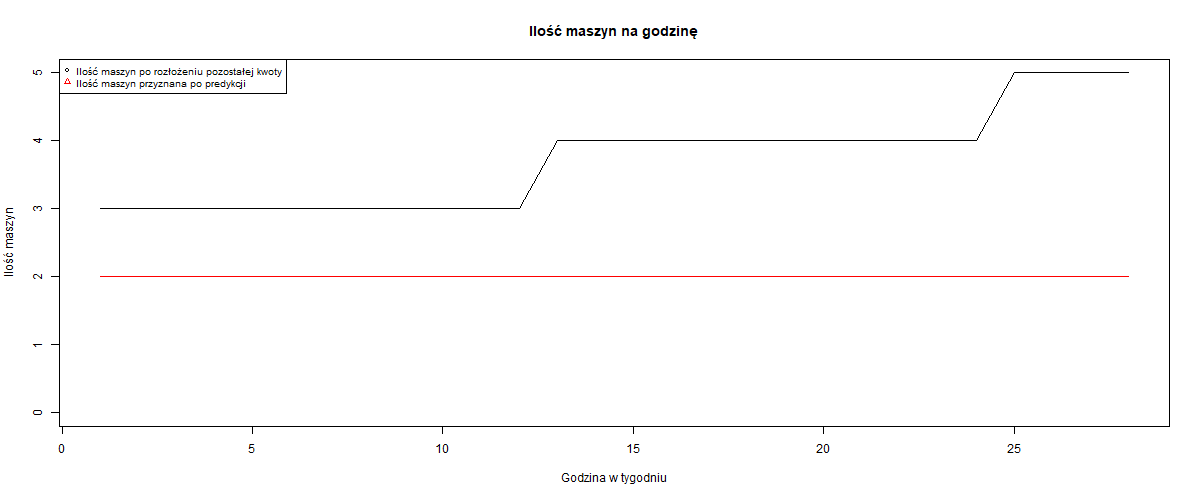 Ilość maszyn na godzinę
Ilość maszyn po rozłożeniu pozostałej kwoty
Ilość maszyn przyznana po predykcji
Ilość maszyn
5
4
3
2
1
0
0 5 10 15 20 25
Godzina w tygodniu